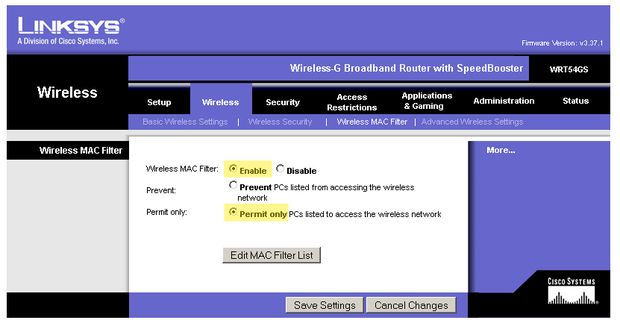 LINKSYS®
A Division of Cisco Systems, Inc.
Firmware Version: v3.37.1
Wireless-G Broadband Router with SpeedBooster WRT54GS
Wireless
Setup Wireless Security Access Restrictions Applications & Gaming Administration Status
Basic Wireless Settings | Wireless Security | Wireless MAC Filter | Advanced Wireless Settings
Wireless MAC Filter
More...
Wireless MAC Filter: Enable Disable
Prevent: Prevent PCs listed from accessing the wireless
network
Permit only: Permit only PCs listed to access the wireless network
Edit MAC Filter List
CISCO SYSTEMS
Save Settings Cancel Changes